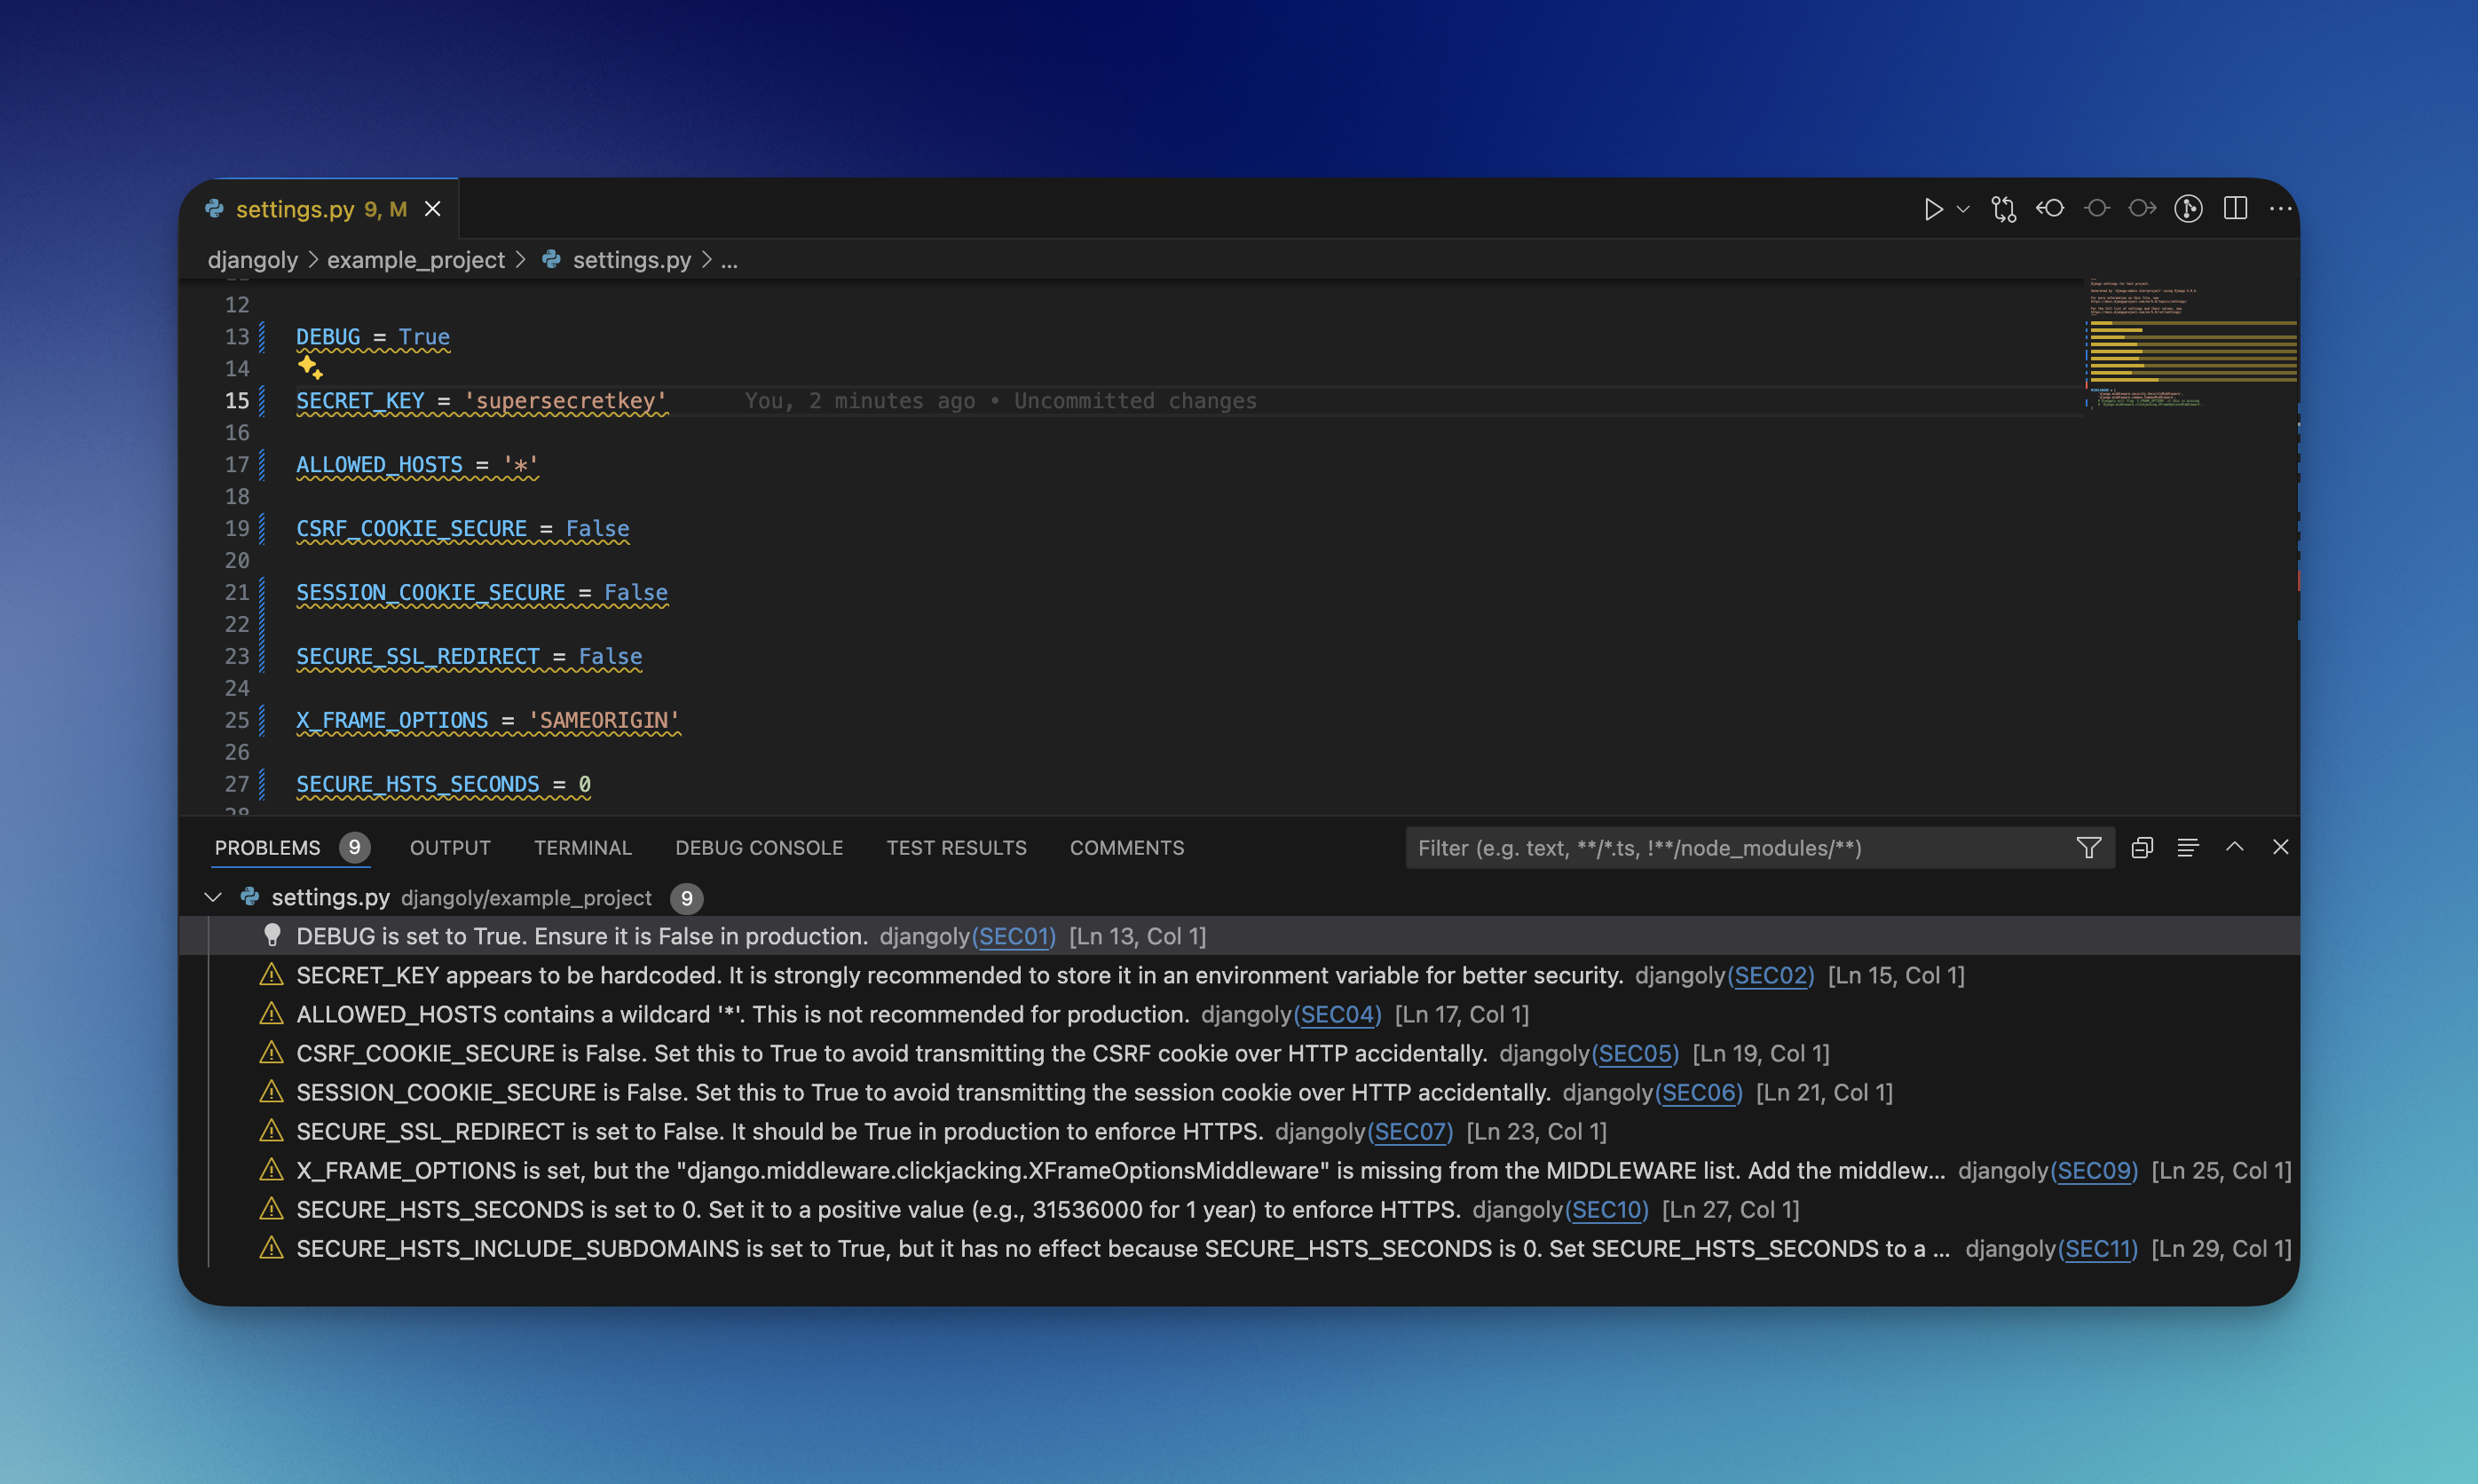 settings.py 9, M
djangoly > example_project > settings.py > ...
12
13 DEBUG = True
14
15 SECRET_KEY = 'supersecretkey' You, 2 minutes ago • Uncommitted changes
16
17 ALLOWED_HOSTS = '*'
18
19 CSRF_COOKIE_SECURE = False
20
21 SESSION_COOKIE_SECURE = False
22
23 SECURE_SSL_REDIRECT = False
24
25 X_FRAME_OPTIONS = 'SAMEORIGIN'
26
27 SECURE_HSTS_SECONDS = 0
28
PROBLEMS 9 OUTPUT TERMINAL DEBUG CONSOLE TEST RESULTS COMMENTS Filter (e.g. text, **/*.ts, !**/node_modules/**)
settings.py djangoly/example_project 9
DEBUG is set to True. Ensure it is False in production. djangoly(SEC01) [Ln 13, Col 1]
SECRET_KEY appears to be hardcoded. It is strongly recommended to store it in an environment variable for better security. djangoly(SEC02) [Ln 15, Col 1]
ALLOWED_HOSTS contains a wildcard '*'. This is not recommended for production. djangoly(SEC04) [Ln 17, Col 1]
CSRF_COOKIE_SECURE is False. Set this to True to avoid transmitting the CSRF cookie over HTTP accidentally. djangoly(SEC05) [Ln 19, Col 1]
SESSION_COOKIE_SECURE is False. Set this to True to avoid transmitting the session cookie over HTTP accidentally. djangoly(SEC06) [Ln 21, Col 1]
SECURE_SSL_REDIRECT is set to False. It should be True in production to enforce HTTPS. djangoly(SEC07) [Ln 23, Col 1]
X_FRAME_OPTIONS is set, but the "django.middleware.clickjacking.XFrameOptionsMiddleware" is missing from the MIDDLEWARE list. Add the middlew... djangoly(SEC09) [Ln 25, Col 1]
SECURE_HSTS_SECONDS is set to 0. Set it to a positive value (e.g., 31536000 for 1 year) to enforce HTTPS. djangoly(SEC10) [Ln 27, Col 1]
SECURE_HSTS_INCLUDE_SUBDOMAINS is set to True, but it has no effect because SECURE_HSTS_SECONDS is 0. Set SECURE_HSTS_SECONDS to a ... djangoly(SEC11) [Ln 29, Col 1]